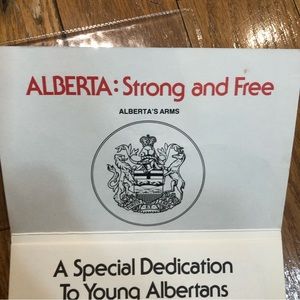 ALBERTA: Strong and Free
ALBERTA'S ARMS
A Special Dedication
To Young Albertans